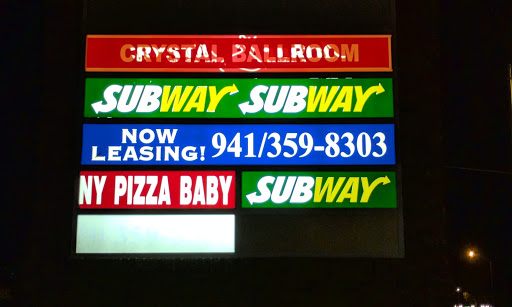 CRYSTAL BALLROOM
SUBWAY SUBWAY
NOW
LEASING! 941/359-8303
NY PIZZA BABY SUBWAY